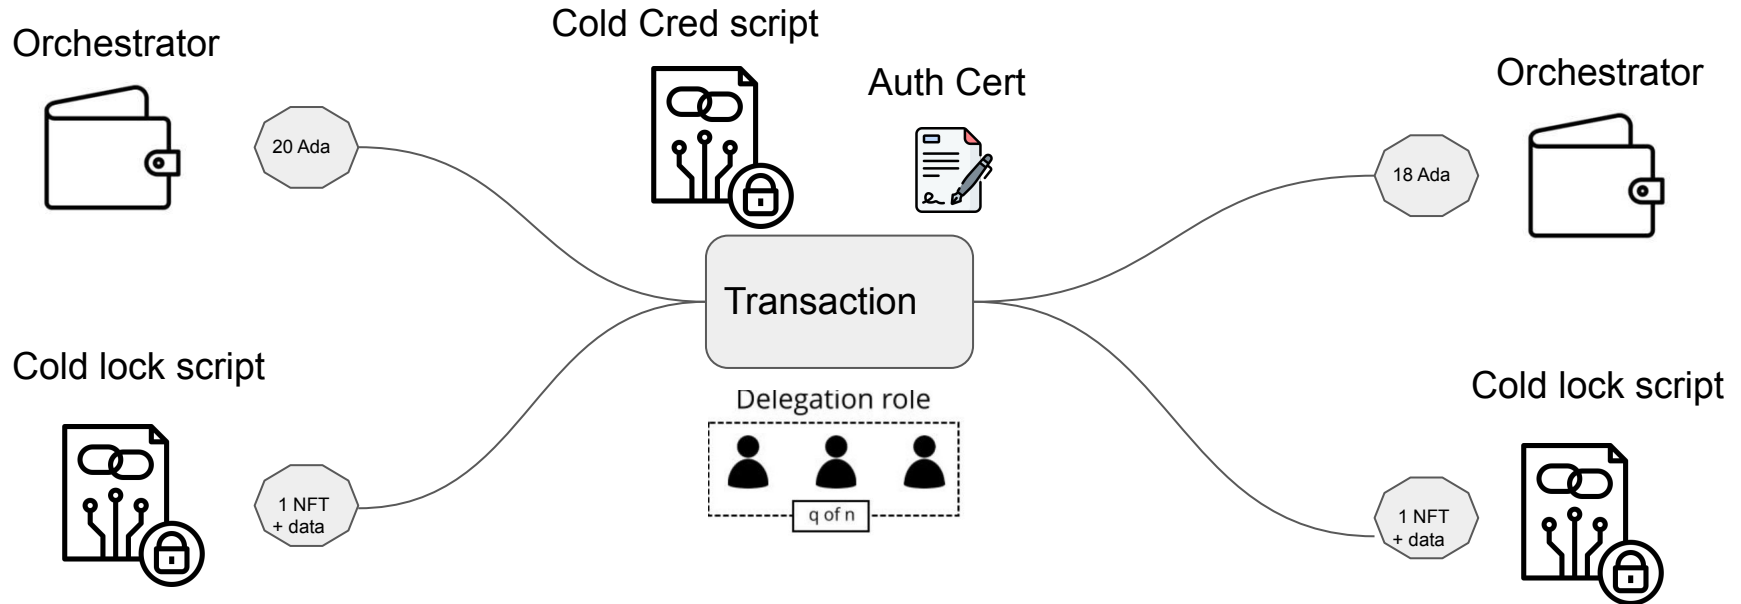 Cold Cred script
Orchestrator
Auth Cert
Orchestrator
20 Ada
18 Ada
Transaction
Cold lock script
Cold lock script
Delegation role
1 NFT
+ data
q of n
1 NFT
+ data